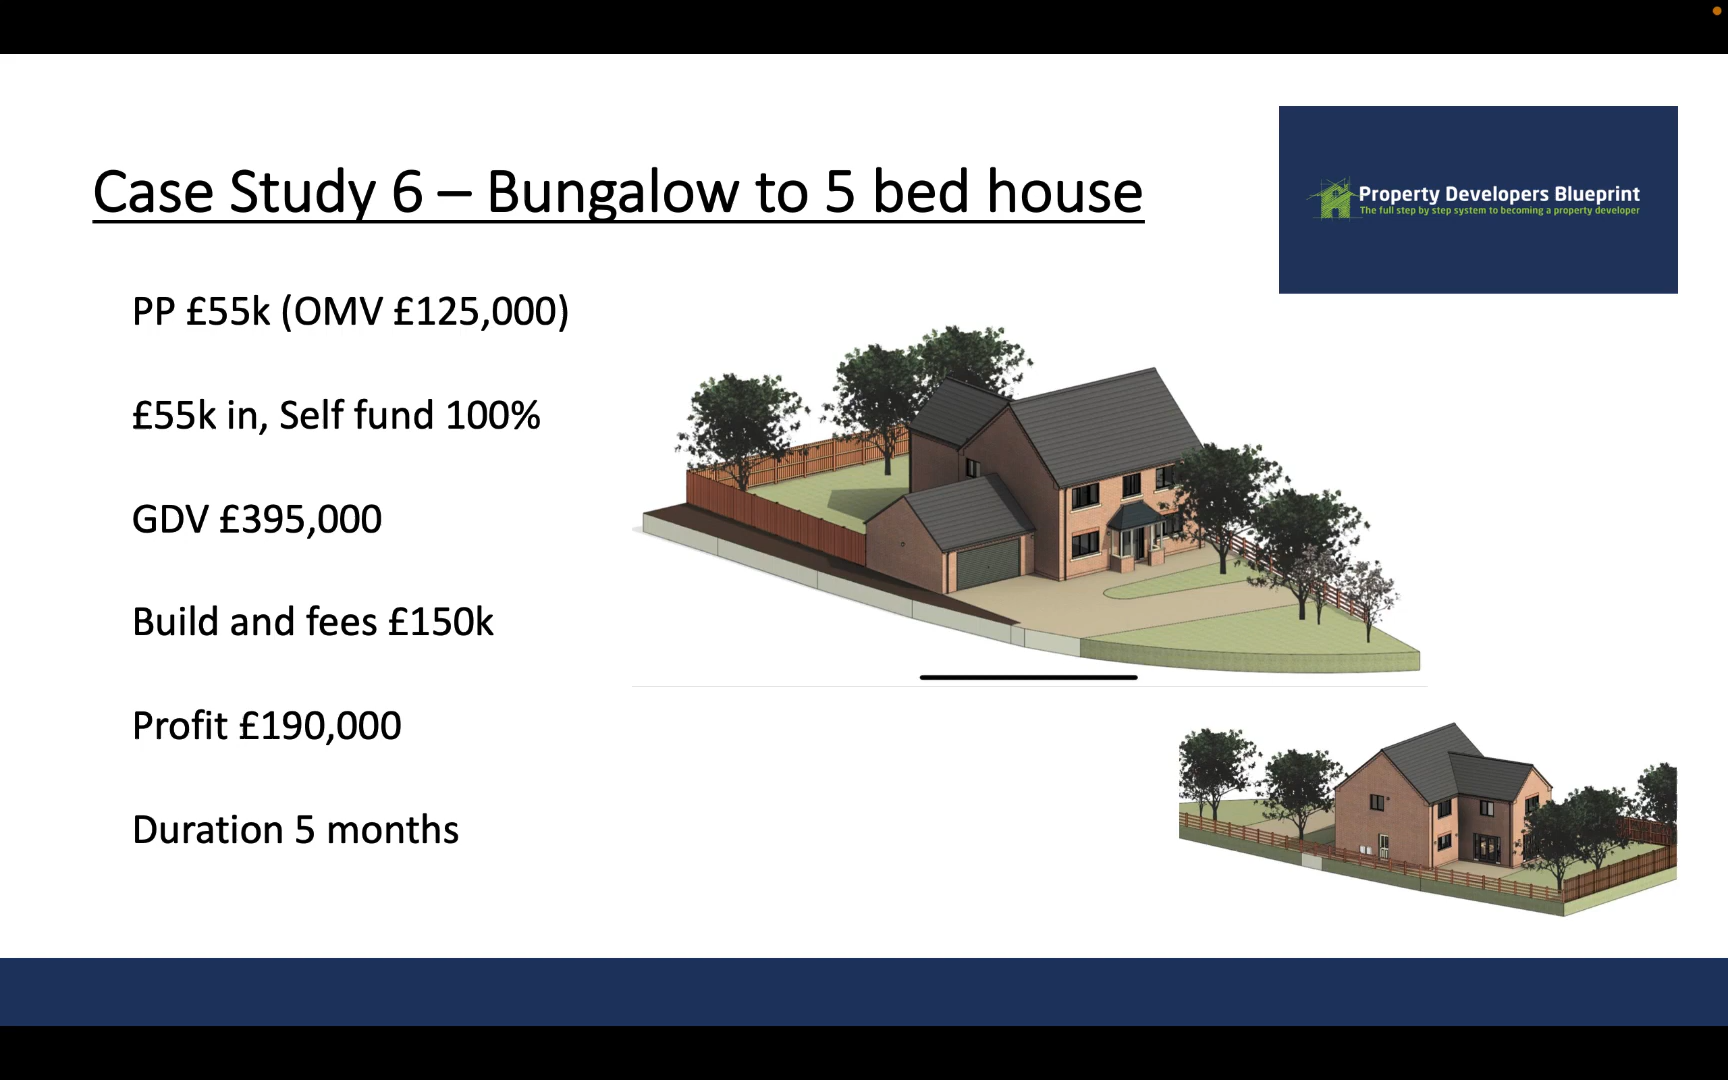 Case Study 6 – Bungalow to 5 bed house
Property Developers Blueprint
The full step by step system to becoming a property developer
PP £55k (OMV £125,000)
£55k in, Self fund 100%
GDV £395,000
Build and fees £150k
Profit £190,000
Duration 5 months